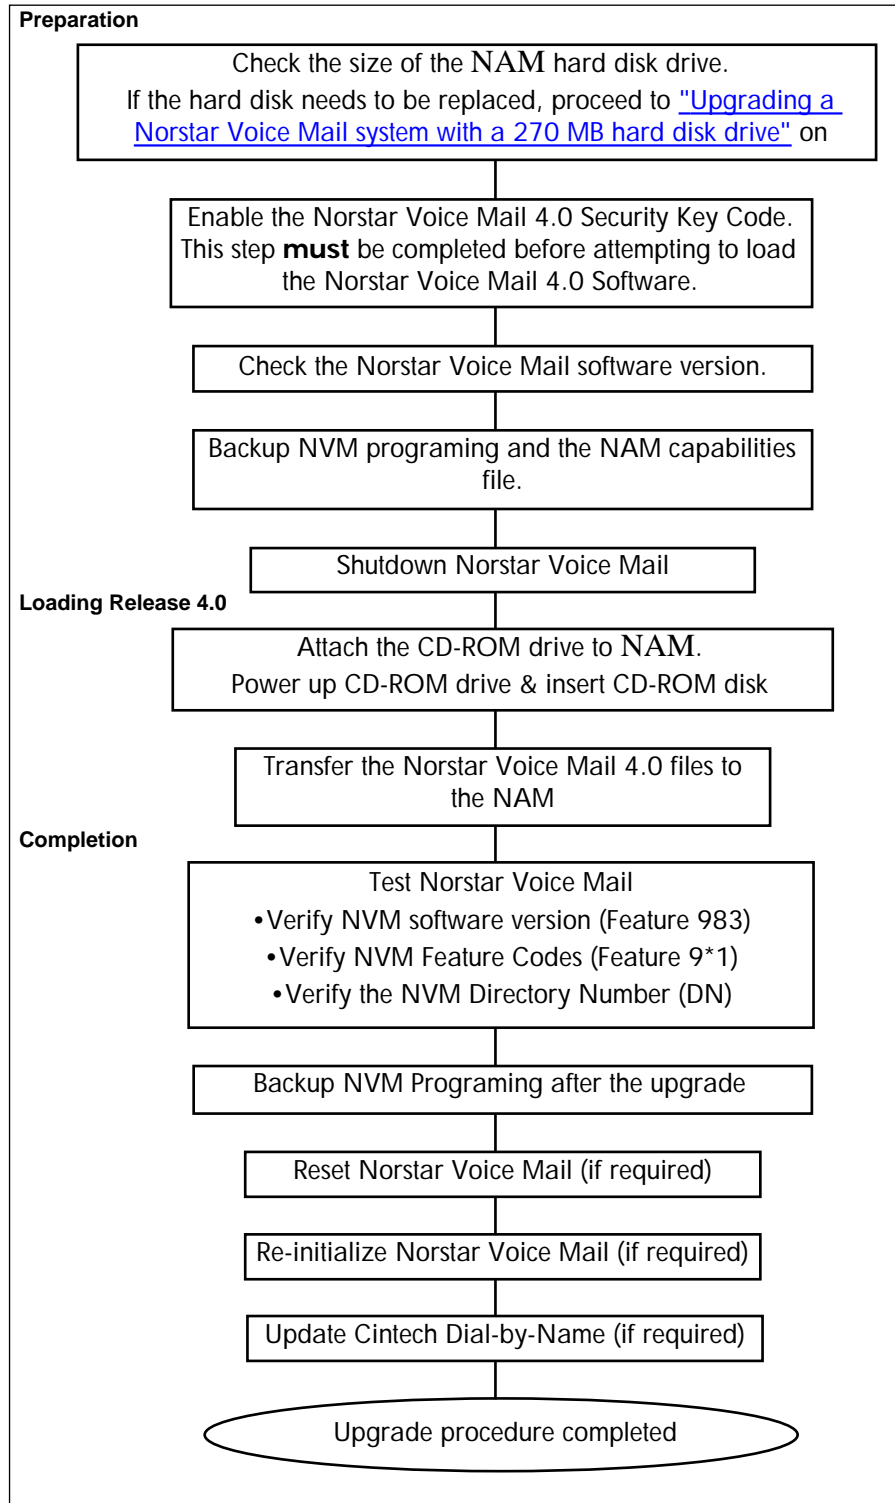 Preparation
Check the size of the NAM hard disk drive.
If the hard disk needs to be replaced, proceed to "Upgrading a
Norstar Voice Mail system with a 270 MB hard disk drive" on
Enable the Norstar Voice Mail 4.0 Security Key Code.
This step must be completed before attempting to load
the Norstar Voice Mail 4.0 Software.
Check the Norstar Voice Mail software version.
Backup NVM programing and the NAM capabilities
file.
Shutdown Norstar Voice Mail
Loading Release 4.0
Attach the CD-ROM drive to NAM.
Power up CD-ROM drive & insert CD-ROM disk
Transfer the Norstar Voice Mail 4.0 files to
the NAM
Completion
Test Norstar Voice Mail
•Verify NVM software version (Feature 983)
•Verify NVM Feature Codes (Feature 9*1)
•Verify the NVM Directory Number (DN)
Backup NVM Programing after the upgrade
Reset Norstar Voice Mail (if required)
Re-initialize Norstar Voice Mail (if required)
Update Cintech Dial-by-Name (if required)
Upgrade procedure completed